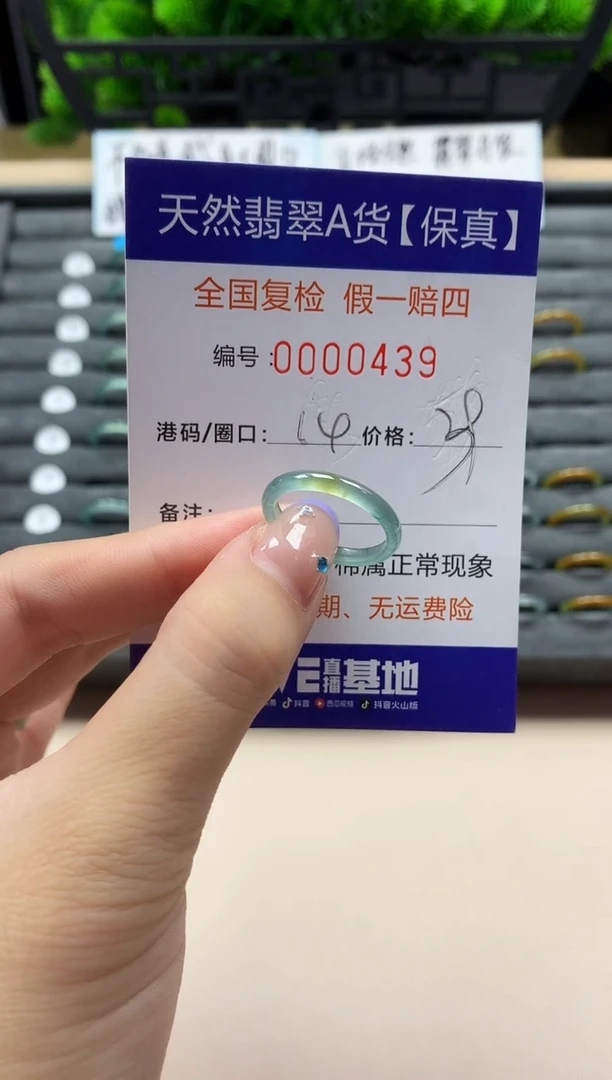 天然翡翠A货【保真】
全国复检 假一赔四
编号:0000439
港码/圈口: 14 价格:
备注:
棉属正常现象
期、无运费险
直播基地
抖音 西瓜视频 抖音火山版